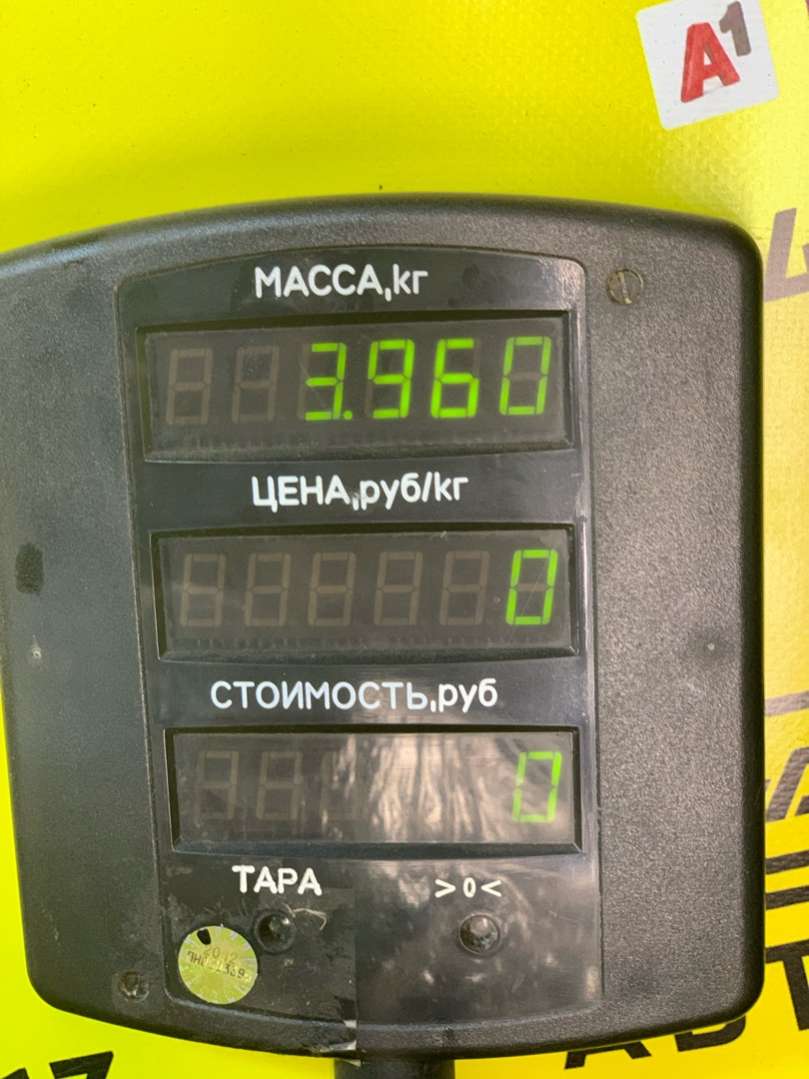 A1
МАССА,кг
3.960
ЦЕНА,руб/кг
0
СТОИМОСТЬ,руб
0
ТАРА
>0<